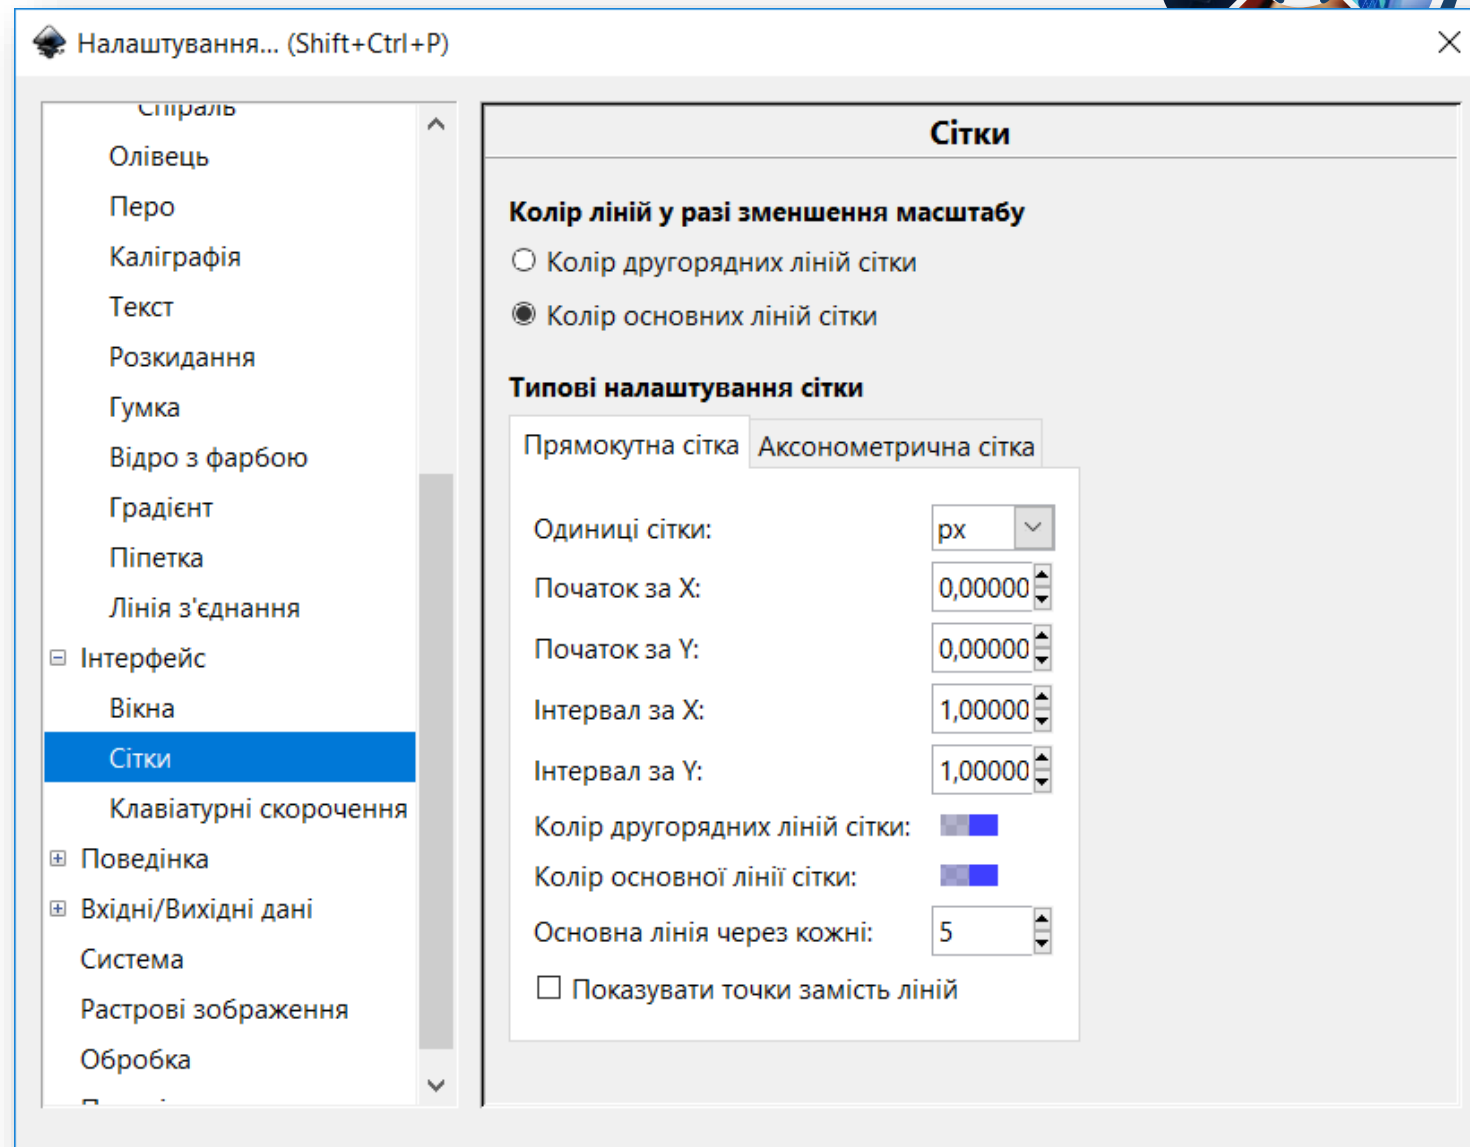 Налаштування... (Shift+Ctrl+P)
Спіраль
Олівець
Перо
Каліграфія
Текст
Розкидання
Гумка
Відро з фарбою
Градієнт
Піпетка
Лінія з'єднання
Інтерфейс
Вікна
Сітки
Клавіатурні скорочення
Поведінка
Вхідні/Вихідні дані
Система
Растрові зображення
Обробка
Сітки
Колір ліній у разі зменшення масштабу
Колір другорядних ліній сітки
Колір основних ліній сітки
Типові налаштування сітки
Прямокутна сітка Аксонометрична сітка
Одиниці сітки: px
Початок за X: 0,00000
Початок за Y: 0,00000
Інтервал за X: 1,00000
Інтервал за Y: 1,00000
Колір другорядних ліній сітки:
Колір основної лінії сітки:
Основна лінія через кожні: 5
Показувати точки замість ліній